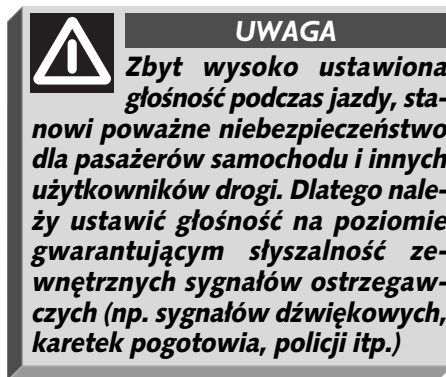 UWAGA
Zbyt wysoko ustawiona
głośność podczas jazdy, sta-
nowi poważne niebezpieczeństwo
dla pasażerów samochodu i innych
użytkowników drogi. Dlatego nale-
ży ustawić głośność na poziomie
gwarantującym słyszalność ze-
wnętrznych sygnałów ostrzegaw-
czych (np. sygnałów dźwiękowych,
karetek pogotowia, policji itp.)